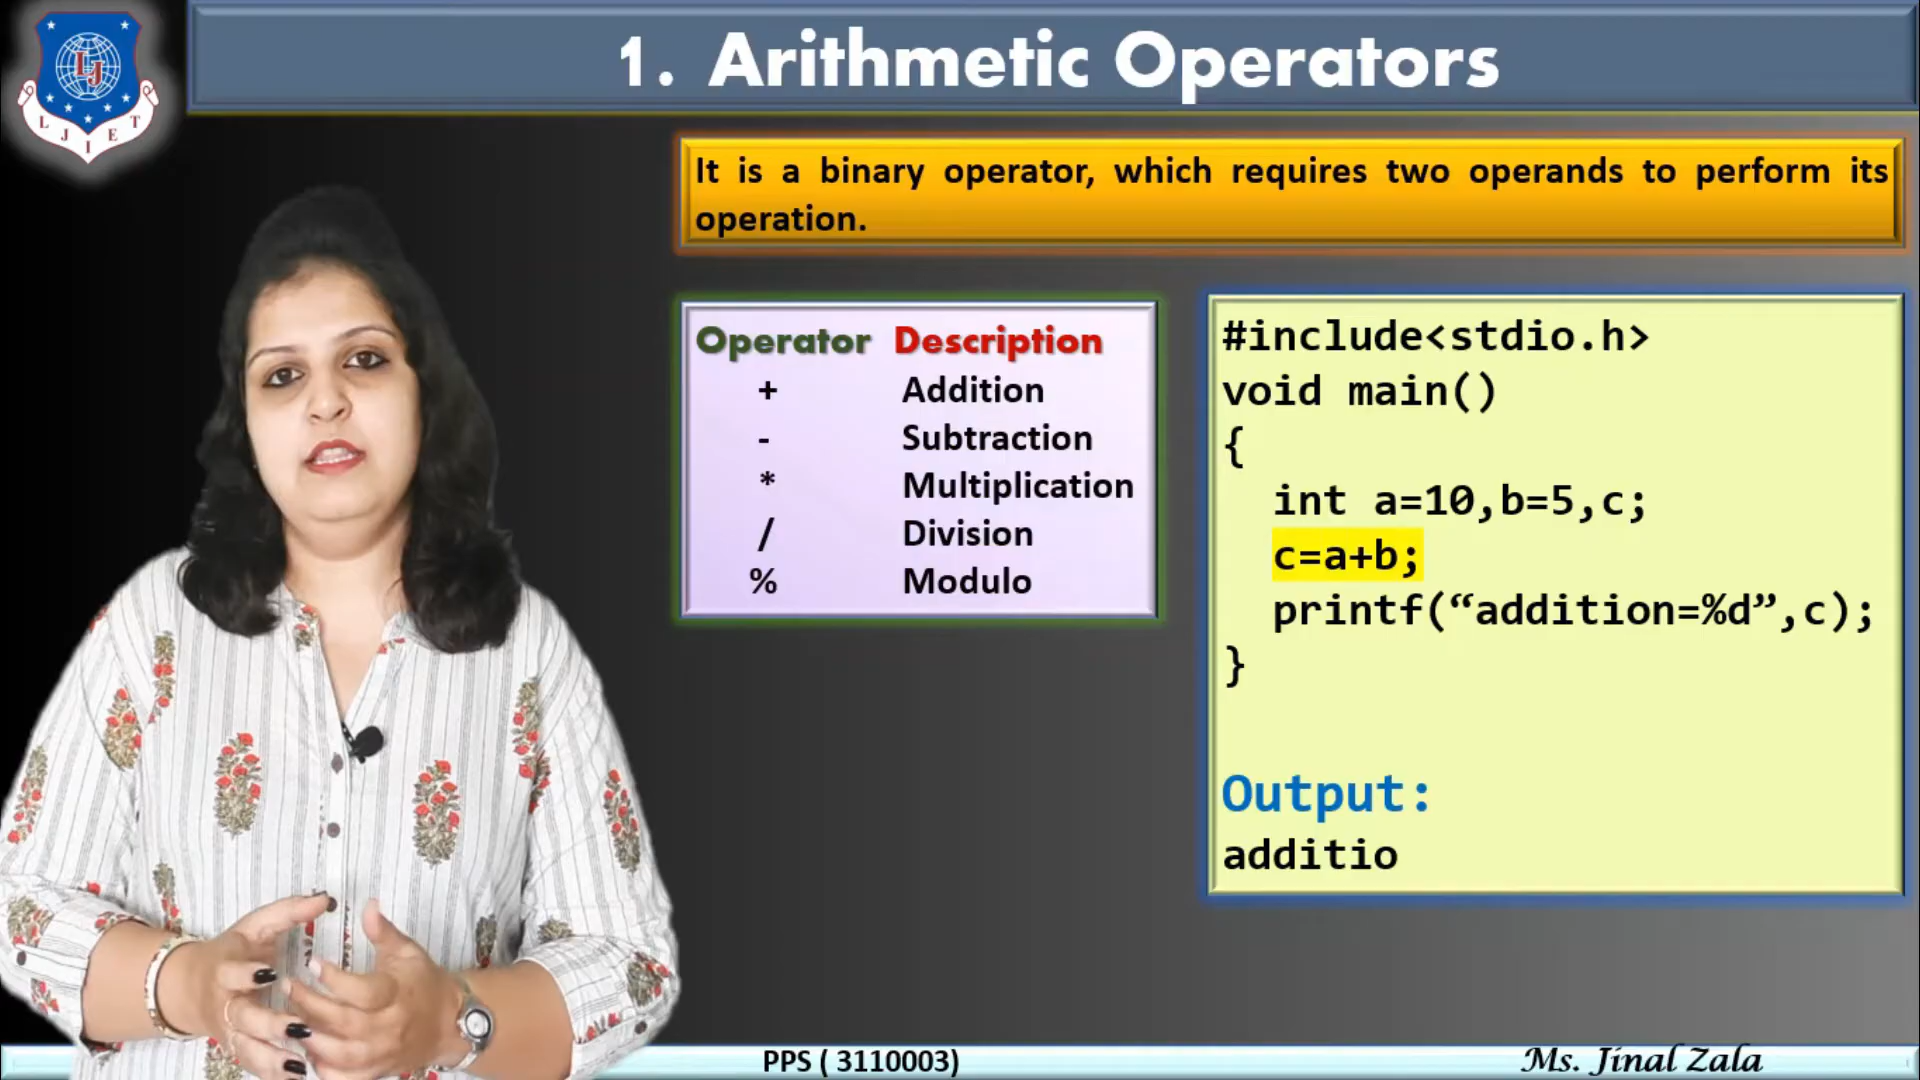 LJ
L J I E T
1. Arithmetic Operators
It is a binary operator, which requires two operands to perform its
operation.
Operator Description
+ Addition
- Subtraction
* Multiplication
/ Division
% Modulo
#include<stdio.h>
void main()
{
int a=10,b=5,c;
c=a+b;
printf(“addition=%d”,c);
}
Output:
additio
PPS ( 3110003)
Ms. Jinal Zala